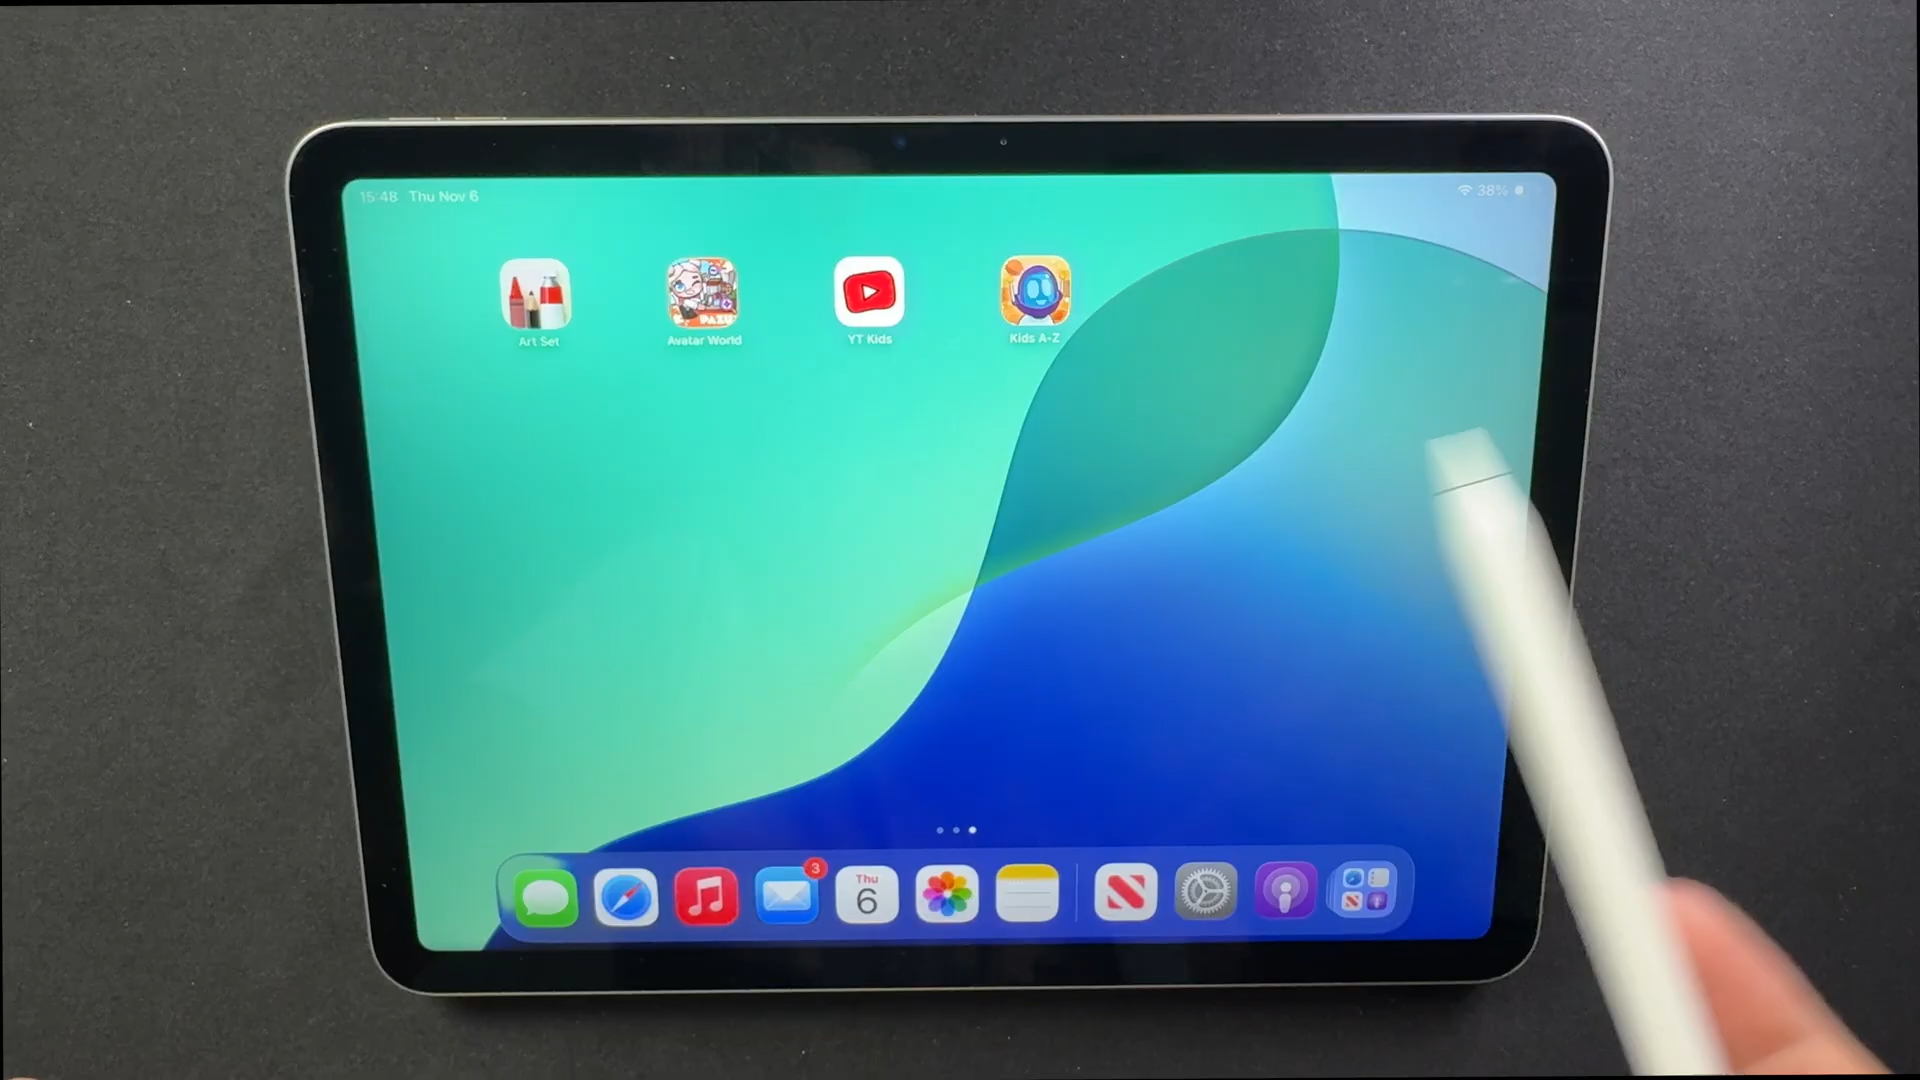 15:48 Thu Nov 6
38%
Art Set
Avatar World
YT Kids
Kids A-Z
3
Thu
6